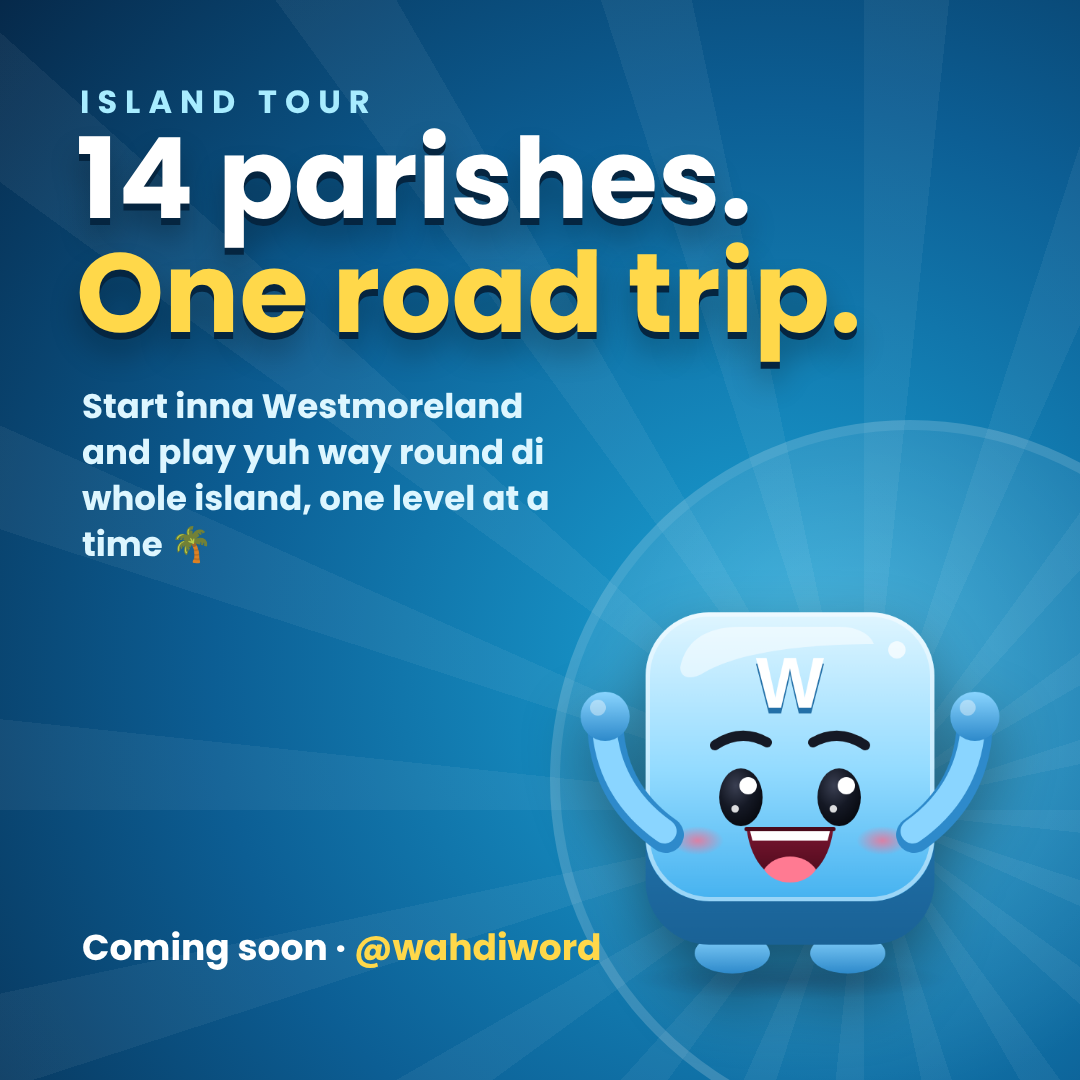 ISLAND TOUR
14 parishes.
One road trip.
Start inna Westmoreland
and play yuh way round di
whole island, one level at a
time 🌴
W
Coming soon · @wahdiword